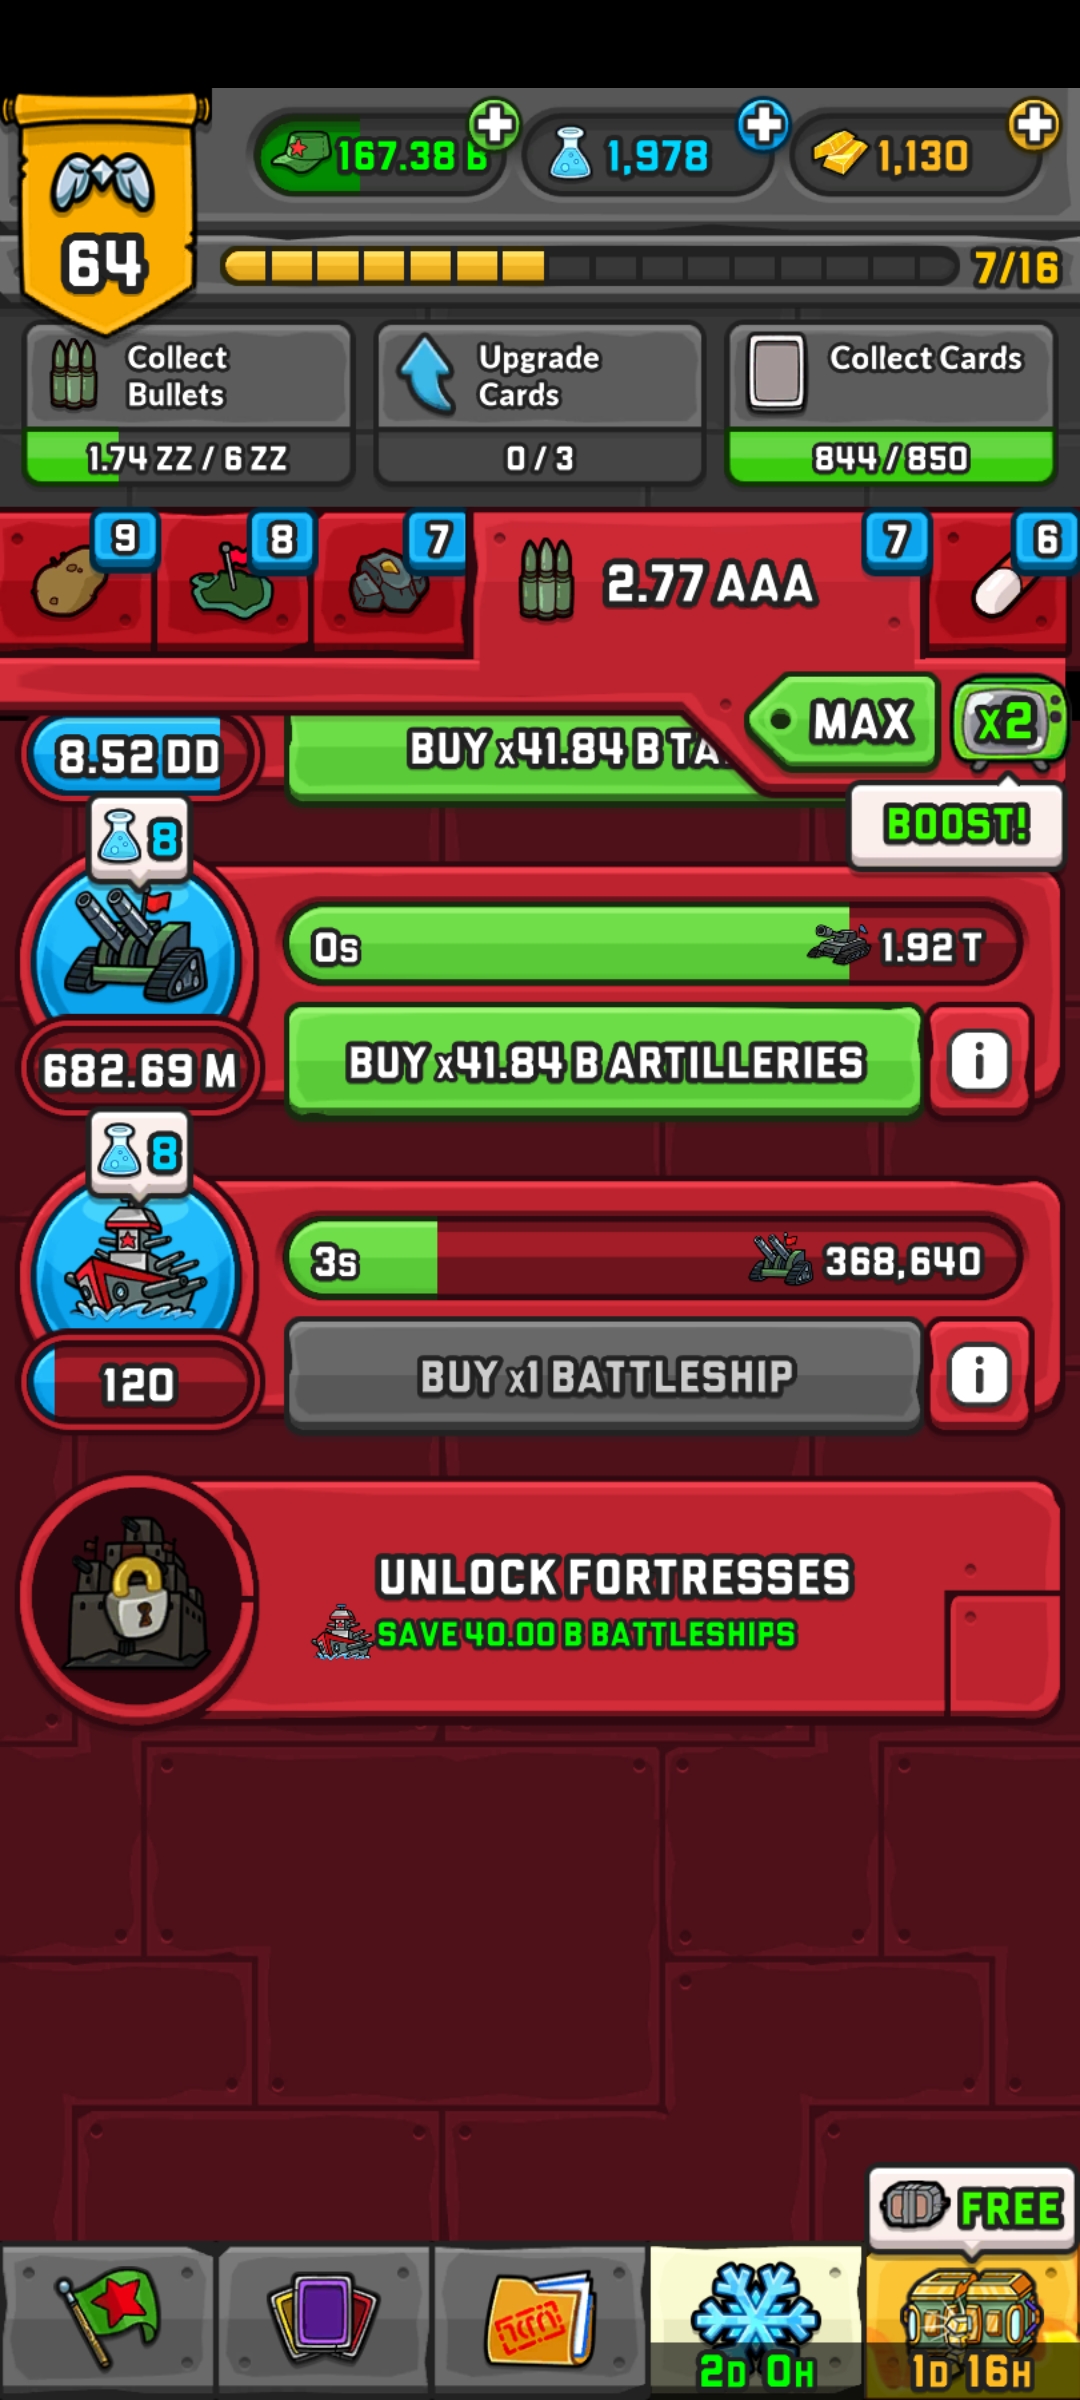 64
167.38 B
1,978
1,130
7/16
Collect
Bullets
1.74 ZZ / 6 ZZ
Upgrade
Cards
0 / 3
Collect Cards
844 / 850
9
8
7
2.77 AAA
7
6
MAX
x2
BOOST!
8.52 DD
BUY x41.84 B TA
8
0s
1.92 T
682.69 M
BUY x41.84 B ARTILLERIES
i
8
3s
368,640
120
BUY x1 BATTLESHIP
i
UNLOCK FORTRESSES
SAVE 40.00 B BATTLESHIPS
FREE
2D 0H
1D 16H